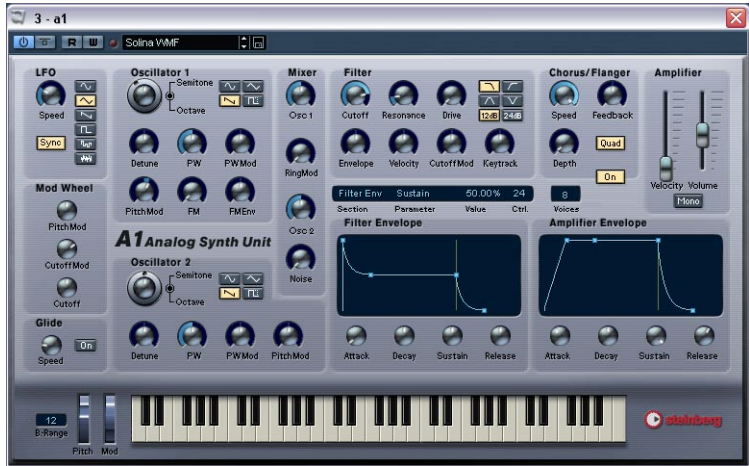 3 - a1
R W Solina WMF
LFO
Speed
Sync
Mod Wheel
PitchMod
CutoffMod
Cutoff
Glide
Speed On
Oscillator 1
Semitone
Octave
Detune PW PWMod
PitchMod FM FMEnv
A1 Analog Synth Unit
Oscillator 2
Semitone
Octave
Detune PW PWMod PitchMod
Mixer
Osc 1
RingMod
Osc 2
Noise
Filter
Cutoff Resonance Drive 12dB 24dB
Envelope Velocity CutoffMod Keytrack
Chorus/Flanger
Speed Feedback
Quad
Depth
On
Amplifier
Velocity Volume
Mono
Filter Env Sustain 50.00% 24 8
Section Parameter Value Ctrl. Voices
Filter Envelope
Attack Decay Sustain Release
Amplifier Envelope
Attack Decay Sustain Release
12
B.-Range
Pitch Mod
steinberg